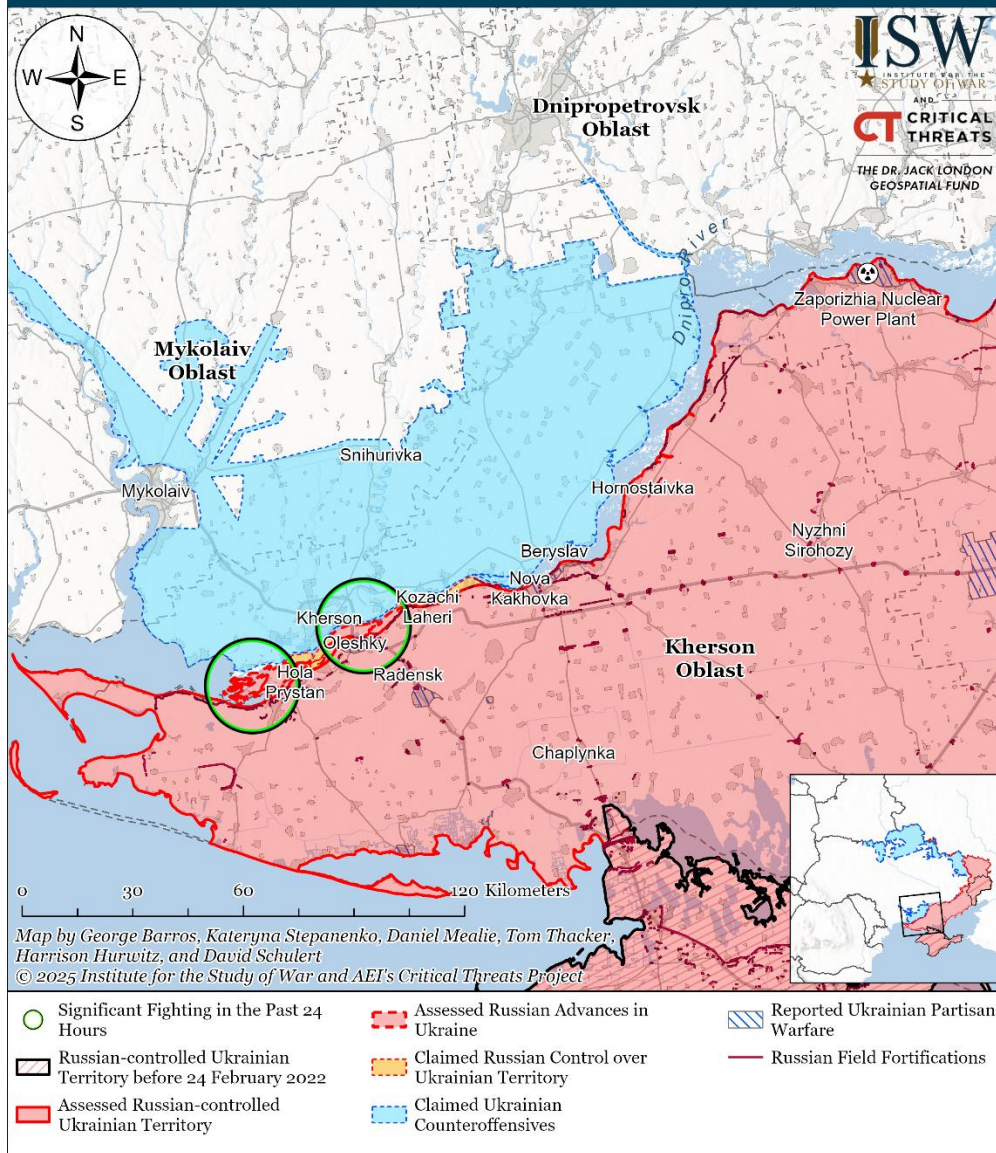 N
W E
S
ISW
INSTITUTE FOR THE
STUDY OF WAR
AND
CT CRITICAL
THREATS
THE DR. JACK LONDON
GEOSPATIAL FUND
Dnipropetrovsk
Oblast
Dnipro River
Zaporizhia Nuclear
Power Plant
Mykolaiv
Oblast
Snihurivka
Mykolaiv
Hornostaivka
Nyzhni
Sirohozy
Beryslav
Nova
Kakhovka
Kozachi
Laheri
Kherson
Oleshky
Kherson
Oblast
Radensk
Hola
Prystan
Chaplynka
0 30 60 120 Kilometers
Map by George Barros, Kateryna Stepanenko, Daniel Mealie, Tom Thacker,
Harrison Hurwitz, and David Schulert
© 2025 Institute for the Study of War and AEI's Critical Threats Project
Significant Fighting in the Past 24
Hours
Russian-controlled Ukrainian
Territory before 24 February 2022
Assessed Russian-controlled
Ukrainian Territory
Assessed Russian Advances in
Ukraine
Claimed Russian Control over
Ukrainian Territory
Claimed Ukrainian
Counteroffensives
Reported Ukrainian Partisan
Warfare
Russian Field Fortifications